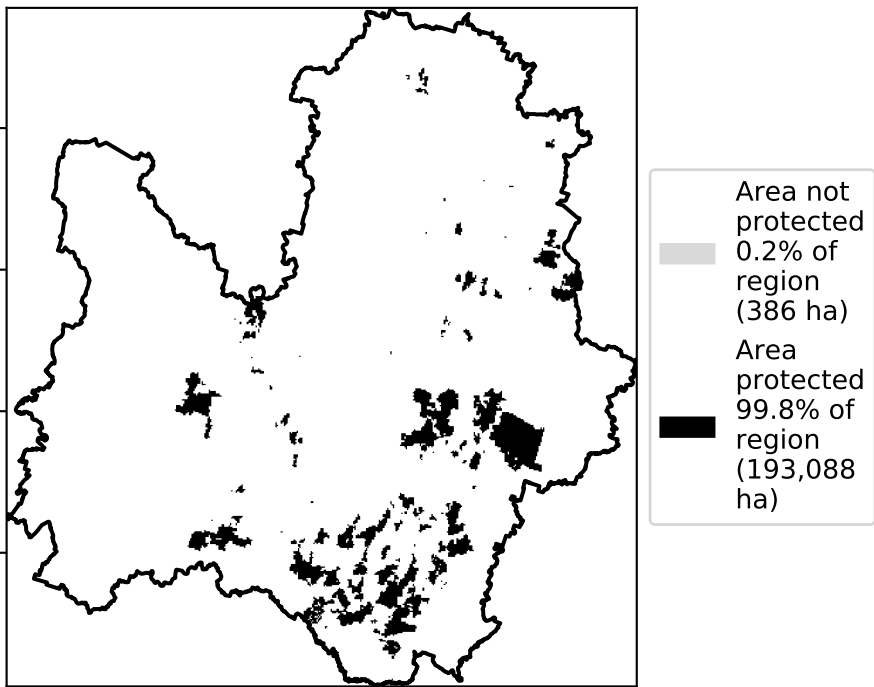 Area not
protected
0.2% of
region
(386 ha)
Area
protected
99.8% of
region
(193,088
ha)